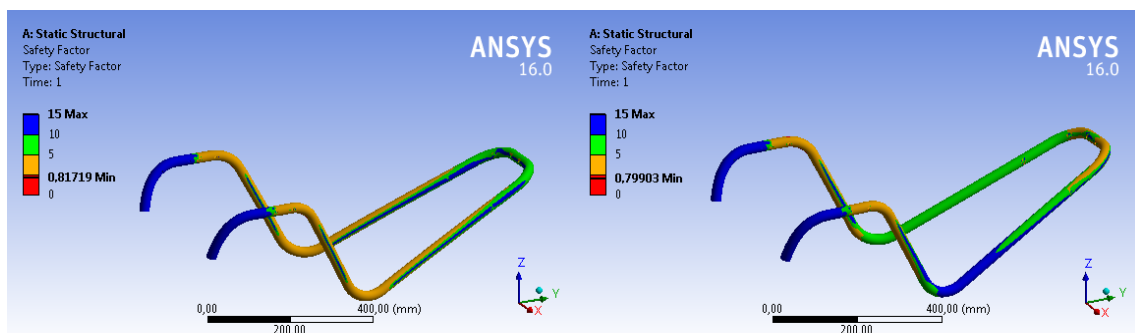 A: Static Structural
Safety Factor
Type: Safety Factor
Time: 1
ANSYS
16.0
15 Max
10
5
0,81719 Min
0
Z
Y
X
0,00
400,00 (mm)
200,00
A: Static Structural
Safety Factor
Type: Safety Factor
Time: 1
ANSYS
16.0
15 Max
10
5
0,79903 Min
0
Z
Y
X
0,00
400,00 (mm)
200,00